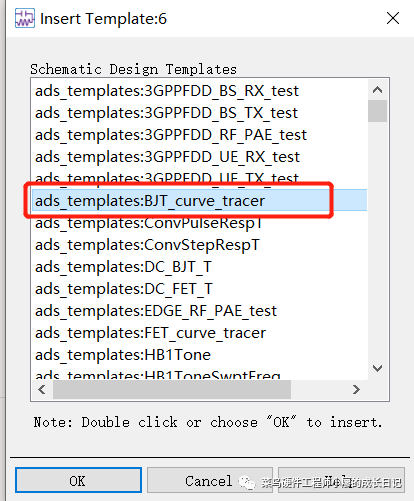 Insert Template:6
Schematic Design Templates
ads_templates:3GPPFDD_BS_RX_test
ads_templates:3GPPFDD_BS_TX_test
ads_templates:3GPPFDD_RF_PAE_test
ads_templates:3GPPFDD_UE_RX_test
ads_templates:3GPPFDD_UE_TX_test
ads_templates:BJT_curve_tracer
ads_templates:ConvPulseRespT
ads_templates:ConvStepRespT
ads_templates:DC_BJT_T
ads_templates:DC_FET_T
ads_templates:EDGE_RF_PAE_test
ads_templates:FET_curve_tracer
ads_templates:HB1Tone
ads_templates:HB1ToneSwptFreq
Note: Double click or choose "OK" to insert.
OK Cancel Help
菜鸟硬件工程师小 的成长日记